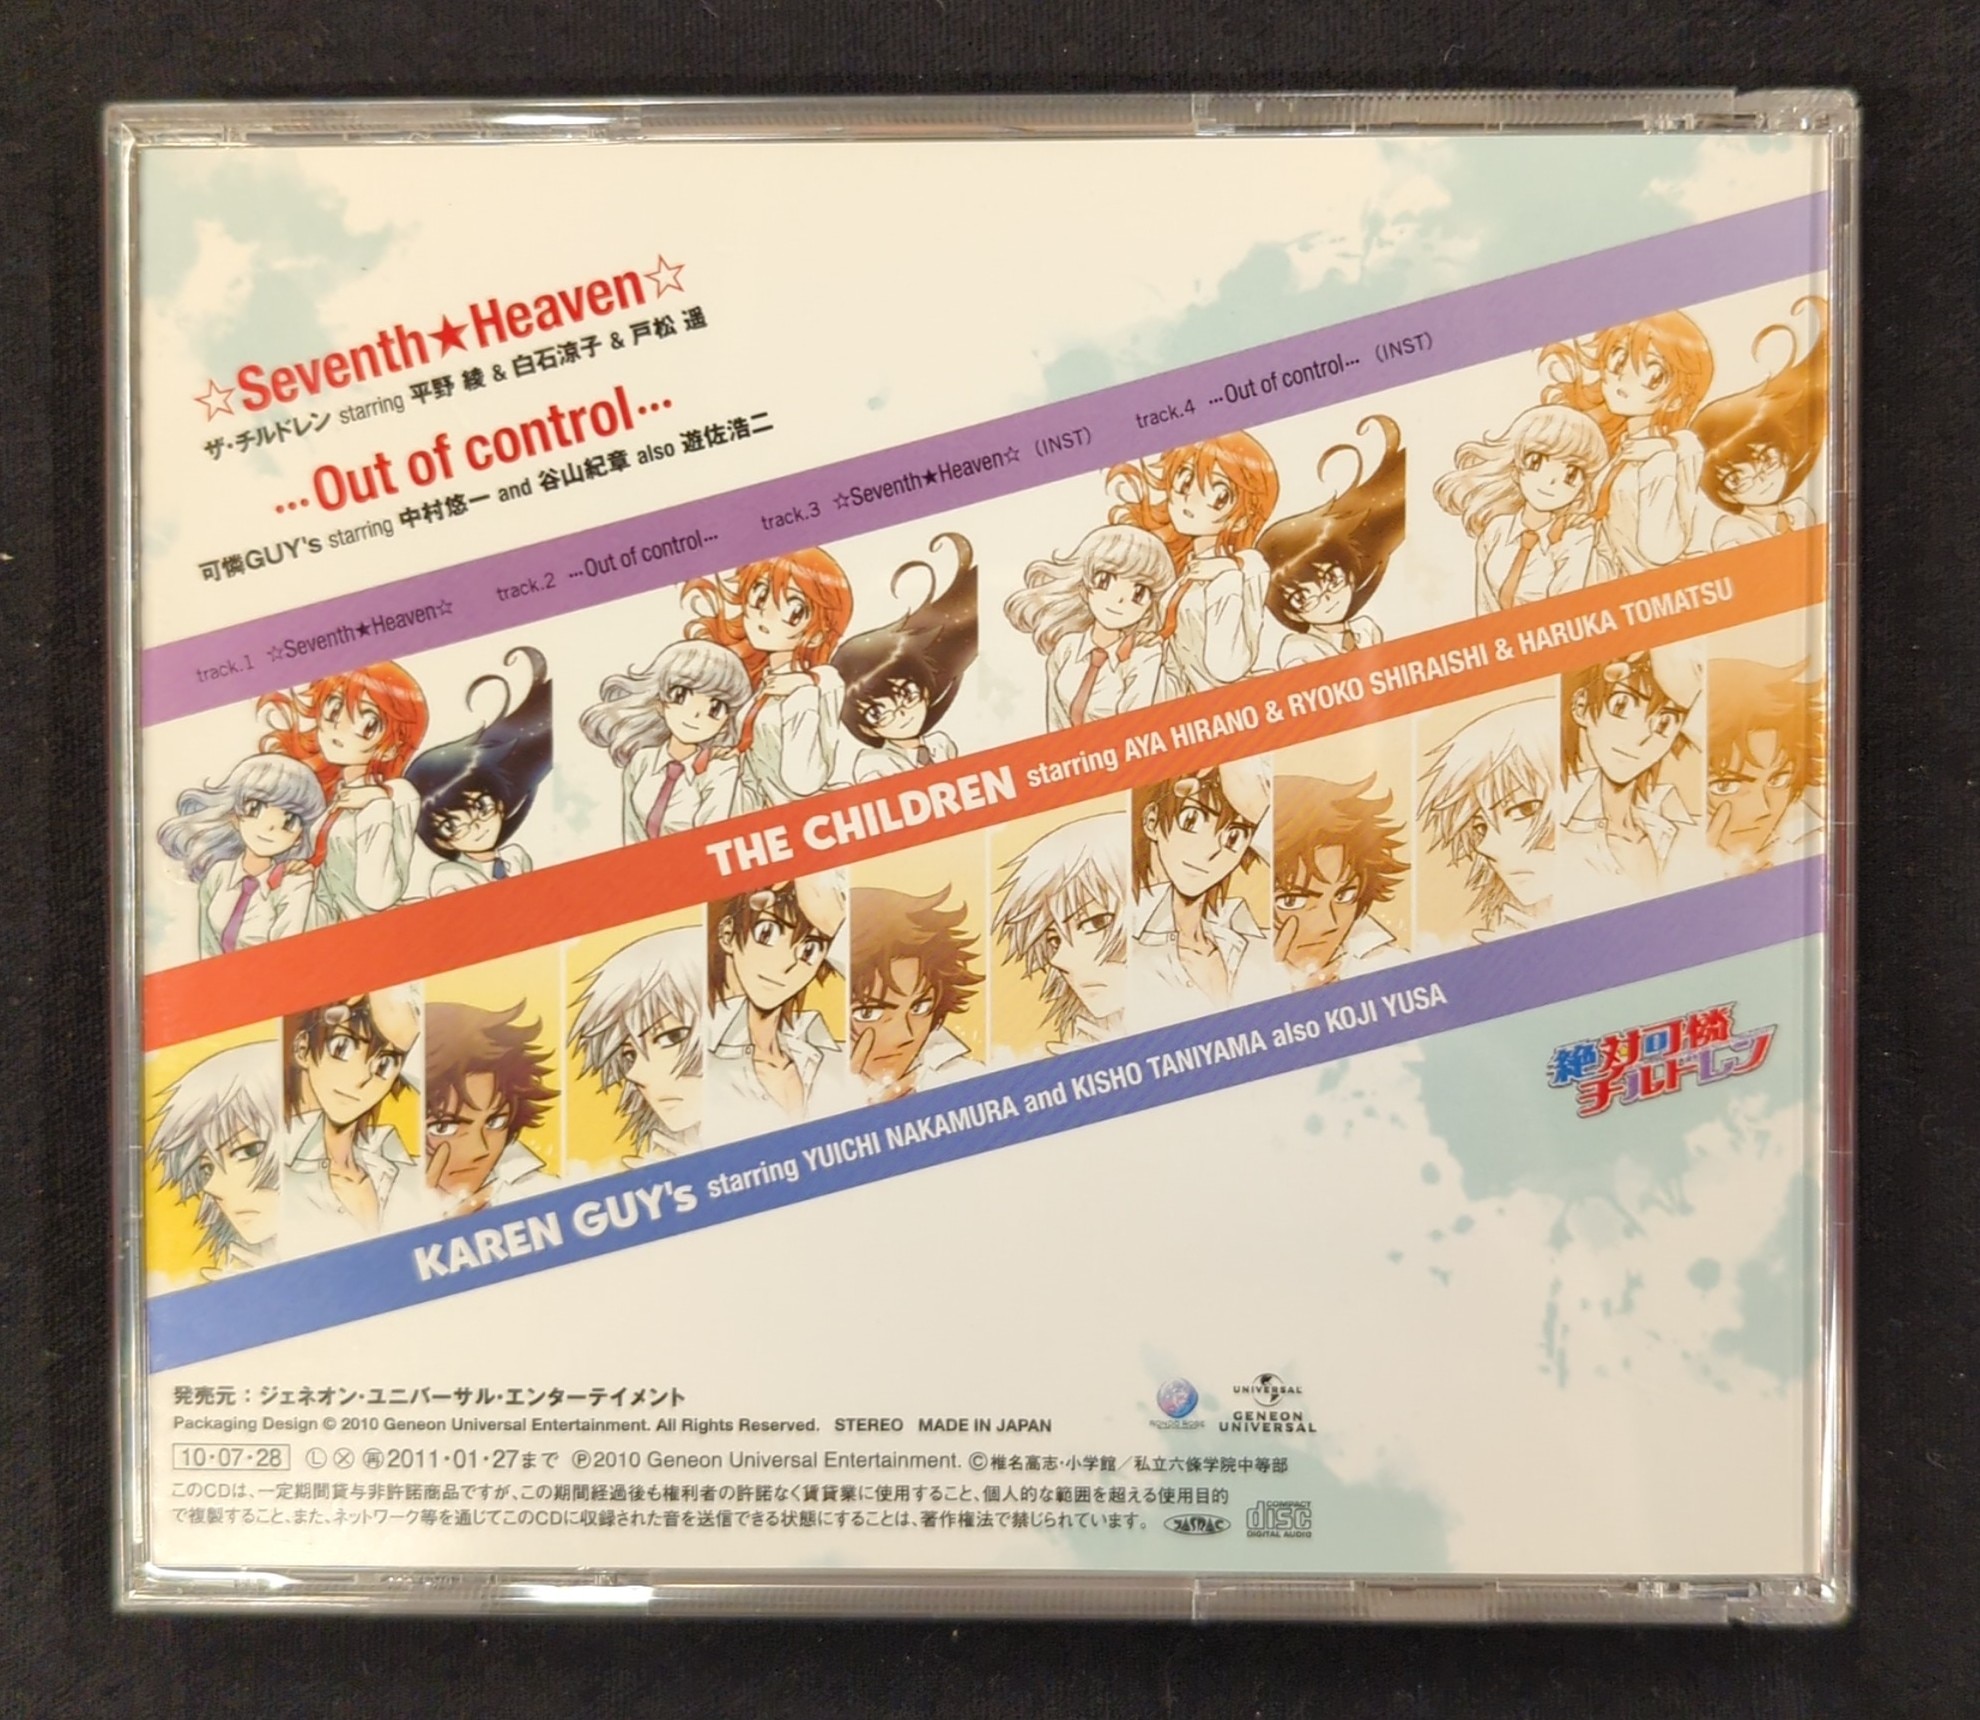 ☆Seventh★Heaven☆
ザ・チルドレン starring 平野 綾 & 白石涼子 & 戸松 遥
…Out of control…
可憐GUY's starring 中村悠一 and 谷山紀章 also 遊佐浩二
track.1 ☆Seventh★Heaven☆
track.2 …Out of control…
track.3 ☆Seventh★Heaven☆ (INST)
track.4 …Out of control… (INST)
THE CHILDREN starring AYA HIRANO & RYOKO SHIRAISHI & HARUKA TOMATSU
KAREN GUY's starring YUICHI NAKAMURA and KISHO TANIYAMA also KOJI YUSA
絶対可憐
チルドレン
発売元：ジェネオン・ユニバーサル・エンターテイメント
Packaging Design © 2010 Geneon Universal Entertainment. All Rights Reserved. STEREO MADE IN JAPAN
RONDO ROBE
UNIVERSAL
GENEON
UNIVERSAL
10・07・28 Ⓛ Ⓧ ㊢2011・01・27まで ℗2010 Geneon Universal Entertainment. ©椎名高志・小学館／私立六條学院中等部
このCDは、一定期間貸与非許諾商品ですが、この期間経過後も権利者の許諾なく賃貸業に使用すること、個人的な範囲を超える使用目的
で複製すること、また、ネットワーク等を通じてこのCDに収録された音を送信できる状態にすることは、著作権法で禁じられています。
JASRAC
COMPACT
disc
DIGITAL AUDIO